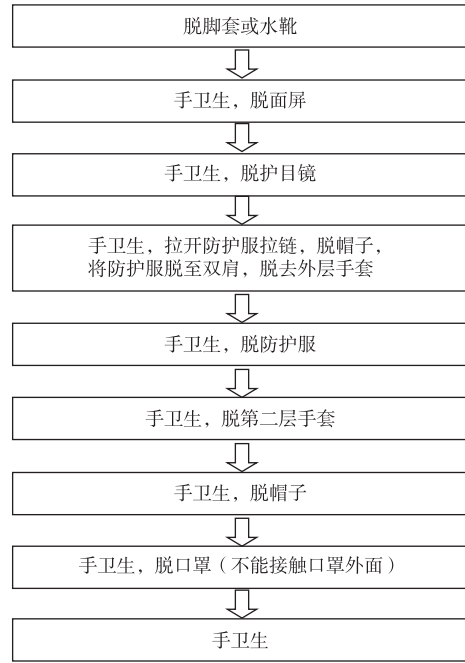 脱脚套或水靴
手卫生，脱面屏
手卫生，脱护目镜
手卫生，拉开防护服拉链，脱帽子，
将防护服脱至双肩，脱去外层手套
手卫生，脱防护服
手卫生，脱第二层手套
手卫生，脱帽子
手卫生，脱口罩（不能接触口罩外面）
手卫生